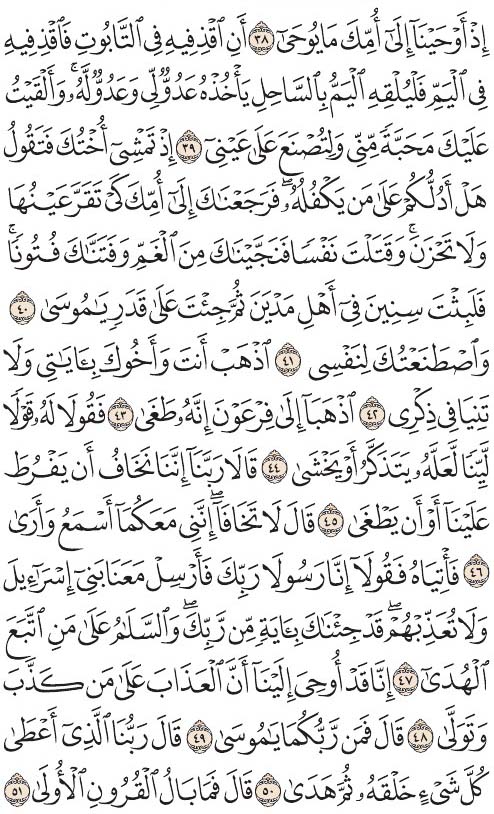 إِذْ أَوْحَيْنَآ إِلَىٰٓ أُمِّكَ مَا يُوحَىٰٓ ٣٨ أَنِ ٱقْذِفِيهِ فِي ٱلتَّابُوتِ فَٱقْذِفِيهِ
فِي ٱلْيَمِّ فَلْيُلْقِهِ ٱلْيَمُّ بِٱلسَّاحِلِ يَأْخُذْهُ عَدُوٌّ لِّي وَعَدُوٌّ لَّهُۥۚ وَأَلْقَيْتُ
عَلَيْكَ مَحَبَّةً مِّنِّي وَلِتُصْنَعَ عَلَىٰ عَيْنِيٓ ٣٩ إِذْ تَمْشِيٓ أُخْتُكَ فَتَقُولُ
هَلْ أَدُلُّكُمْ عَلَىٰ مَن يَكْفُلُهُۥۖ فَرَجَعْنَٰكَ إِلَىٰٓ أُمِّكَ كَيْ تَقَرَّ عَيْنُهَا
وَلَا تَحْزَنَۚ وَقَتَلْتَ نَفْسًا فَنَجَّيْنَٰكَ مِنَ ٱلْغَمِّ وَفَتَنَّٰكَ فُتُونًاۚ
فَلَبِثْتَ سِنِينَ فِيٓ أَهْلِ مَدْيَنَ ثُمَّ جِئْتَ عَلَىٰ قَدَرٍ يَٰمُوسَىٰ ٤٠
وَٱصْطَنَعْتُكَ لِنَفْسِي ٤١ ٱذْهَبْ أَنتَ وَأَخُوكَ بِـَٔايَٰتِي وَلَا
تَنِيَا فِي ذِكْرِي ٤٢ ٱذْهَبَآ إِلَىٰ فِرْعَوْنَ إِنَّهُۥ طَغَىٰ ٤٣ فَقُولَا لَهُۥ قَوْلًا
لَّيِّنًا لَّعَلَّهُۥ يَتَذَكَّرُ أَوْ يَخْشَىٰ ٤٤ قَالَا رَبَّنَآ إِنَّنَا نَخَافُ أَن يَفْرُطَ
عَلَيْنَآ أَوْ أَن يَطْغَىٰ ٤٥ قَالَ لَا تَخَافَآۖ إِنَّنِي مَعَكُمَآ أَسْمَعُ وَأَرَىٰ
٤٦ فَأْتِيَاهُ فَقُولَآ إِنَّا رَسُولَا رَبِّكَ فَأَرْسِلْ مَعَنَا بَنِيٓ إِسْرَٰٓءِيلَ
وَلَا تُعَذِّبْهُمْۖ قَدْ جِئْنَٰكَ بِـَٔايَةٍ مِّن رَّبِّكَۖ وَٱلسَّلَٰمُ عَلَىٰ مَنِ ٱتَّبَعَ
ٱلْهُدَىٰٓ ٤٧ إِنَّا قَدْ أُوحِيَ إِلَيْنَآ أَنَّ ٱلْعَذَابَ عَلَىٰ مَن كَذَّبَ
وَتَوَلَّىٰ ٤٨ قَالَ فَمَن رَّبُّكُمَا يَٰمُوسَىٰ ٤٩ قَالَ رَبُّنَا ٱلَّذِيٓ أَعْطَىٰ
كُلَّ شَيْءٍ خَلْقَهُۥ ثُمَّ هَدَىٰ ٥٠ قَالَ فَمَا بَالُ ٱلْقُرُونِ ٱلْأُولَىٰ ٥١